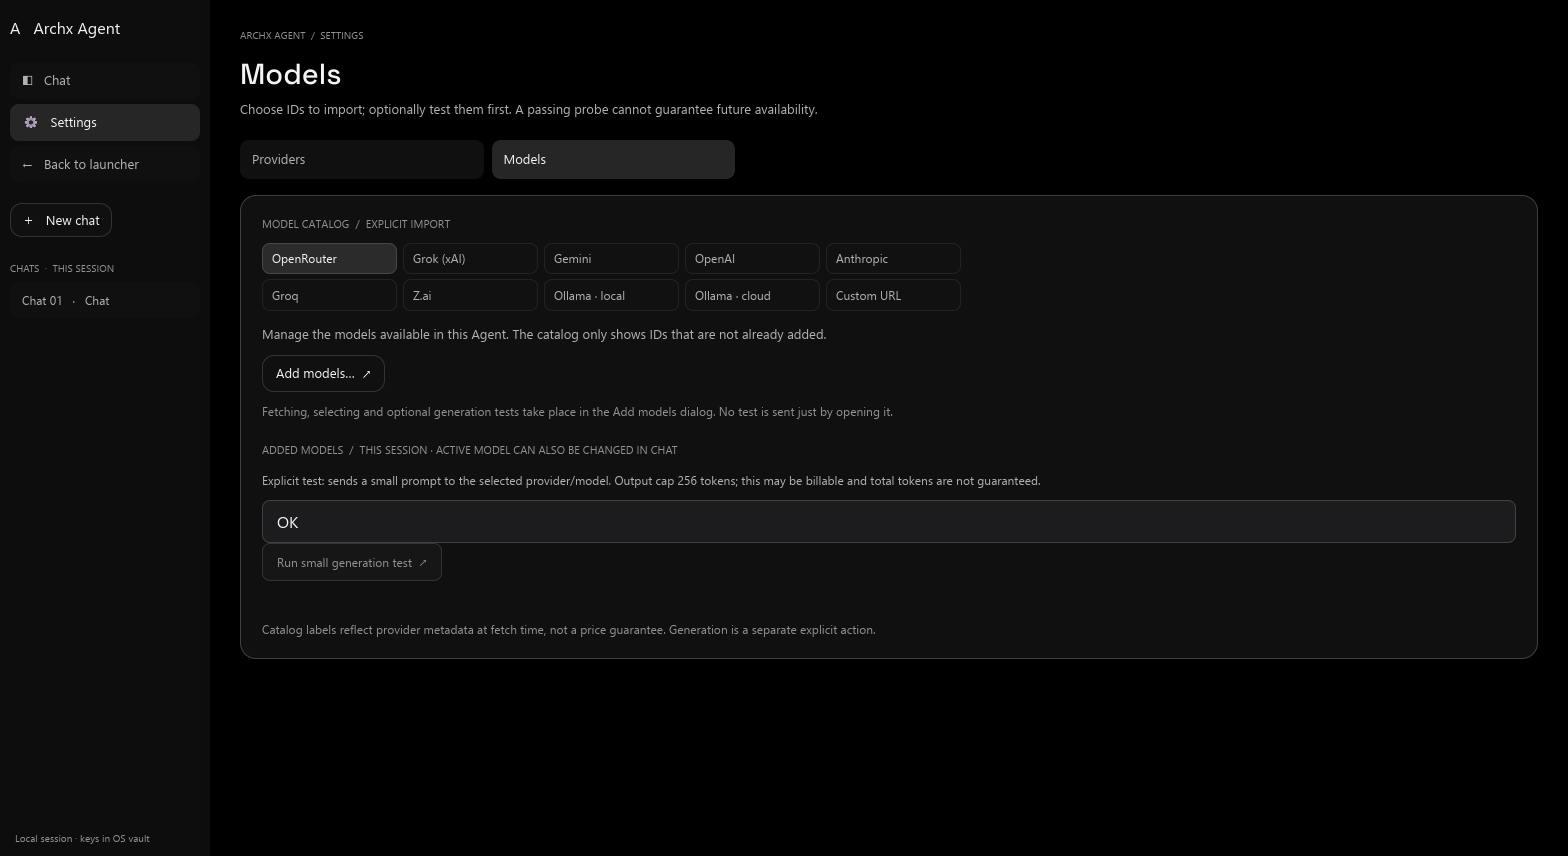 A Archx Agent
Chat
Settings
← Back to launcher
+ New chat
CHATS · THIS SESSION
Chat 01 · Chat
Local session · keys in OS vault
ARCHX AGENT / SETTINGS
Models
Choose IDs to import; optionally test them first. A passing probe cannot guarantee future availability.
Providers Models
MODEL CATALOG / EXPLICIT IMPORT
OpenRouter Grok (xAI) Gemini OpenAI Anthropic
Groq Z.ai Ollama · local Ollama · cloud Custom URL
Manage the models available in this Agent. The catalog only shows IDs that are not already added.
Add models... ↗
Fetching, selecting and optional generation tests take place in the Add models dialog. No test is sent just by opening it.
ADDED MODELS / THIS SESSION · ACTIVE MODEL CAN ALSO BE CHANGED IN CHAT
Explicit test: sends a small prompt to the selected provider/model. Output cap 256 tokens; this may be billable and total tokens are not guaranteed.
OK
Run small generation test ↗
Catalog labels reflect provider metadata at fetch time, not a price guarantee. Generation is a separate explicit action.